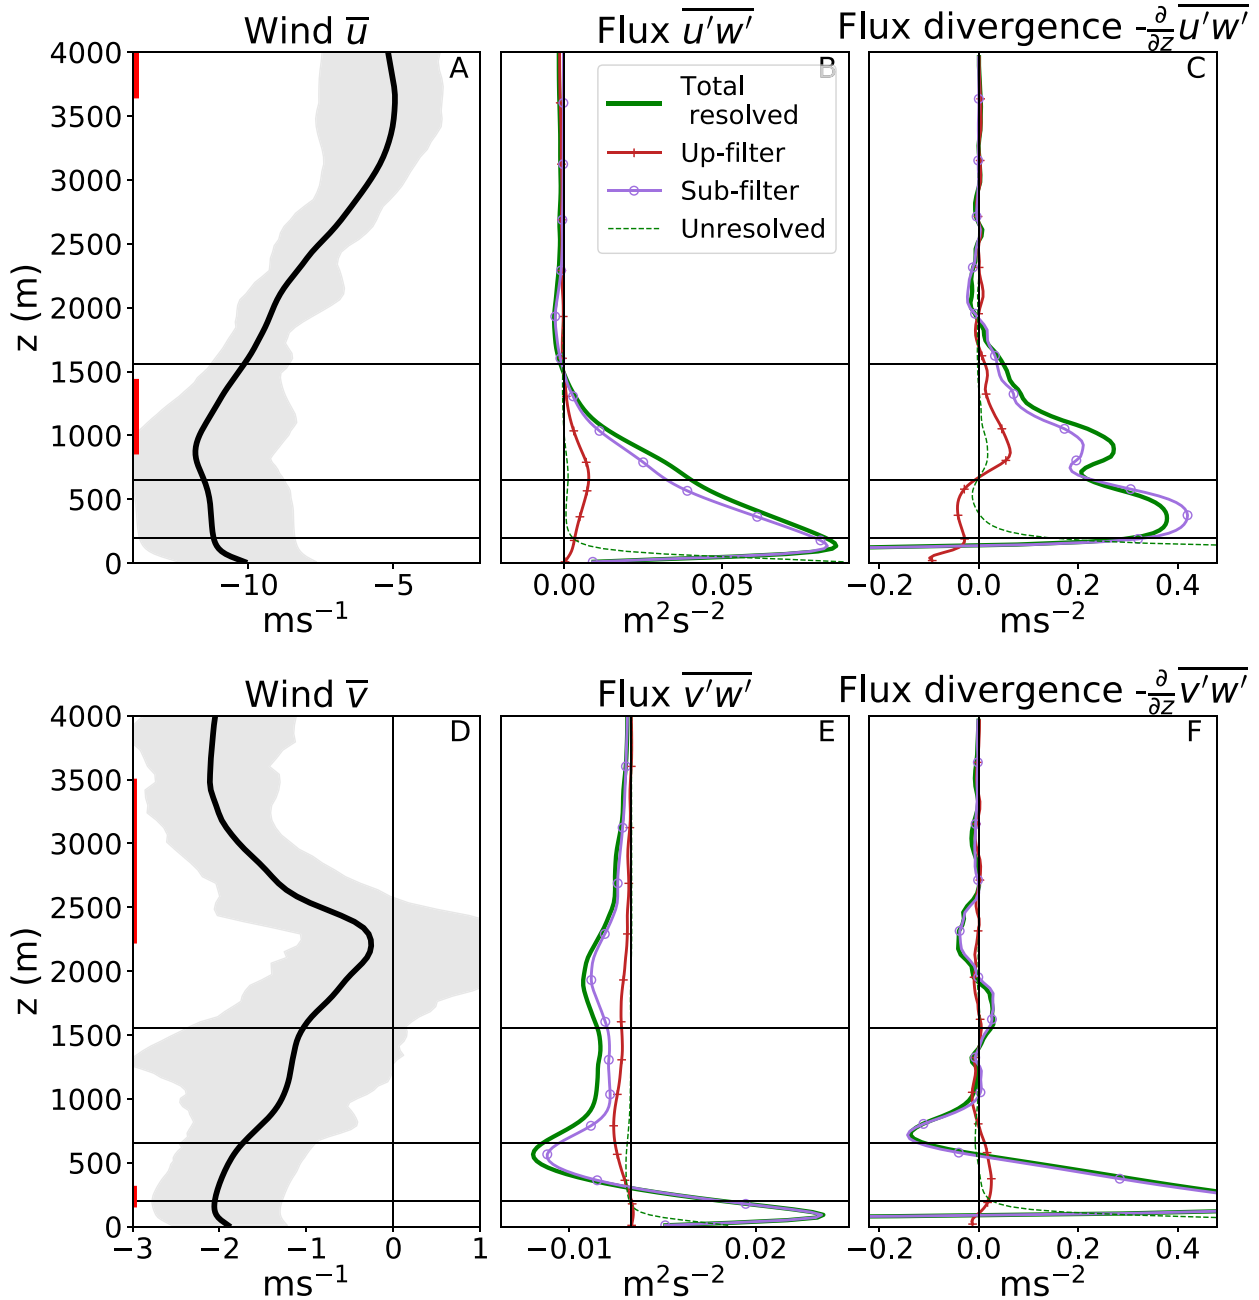 Wind u̅
Flux u′w′
Flux divergence -∂/∂z u′w′
A
B
C
4000
3500
3000
2500
2000
1500
1000
500
0
z (m)
Total
resolved
Up-filter
Sub-filter
Unresolved
−10 −5
0.00 0.05
−0.2 0.0 0.2 0.4
ms⁻¹
m²s⁻²
ms⁻²
Wind v̅
Flux v′w′
Flux divergence -∂/∂z v′w′
D
E
F
4000
3500
3000
2500
2000
1500
1000
500
0
z (m)
−3 −2 −1 0 1
−0.01 0.02
−0.2 0.0 0.2 0.4
ms⁻¹
m²s⁻²
ms⁻²